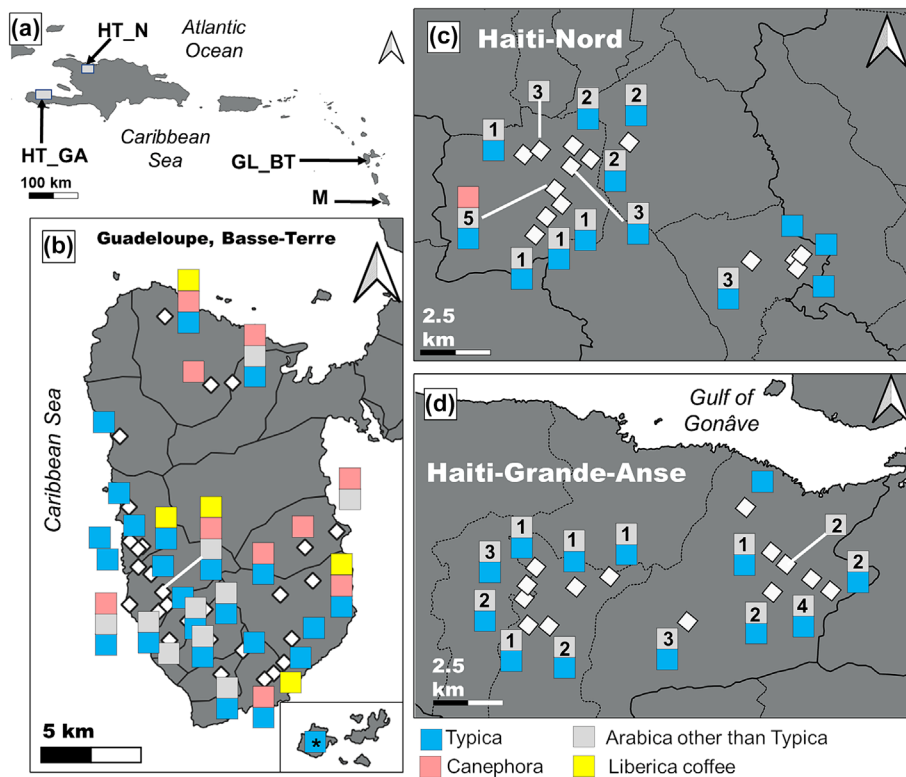 (a)
HT_N
Atlantic
Ocean
HT_GA
Caribbean
Sea
GL_BT
M
100 km
(b)
Guadeloupe, Basse-Terre
Caribbean Sea
5 km
*
(c)
Haiti-Nord
3
2
2
1
2
5
3
1
1
1
3
2.5
km
(d)
Gulf of
Gonâve
Haiti-Grande-Anse
1
1
1
3
2
1
2
3
2
1
2
2
4
2.5
km
Typica
Arabica other than Typica
Canephora
Liberica coffee